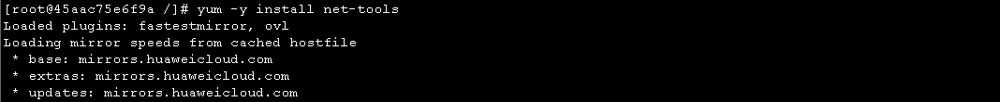 [root@45aac75e6f9a /]# yum -y install net-tools
Loaded plugins: fastestmirror, ovl
Loading mirror speeds from cached hostfile
 * base: mirrors.huaweicloud.com
 * extras: mirrors.huaweicloud.com
 * updates: mirrors.huaweicloud.com